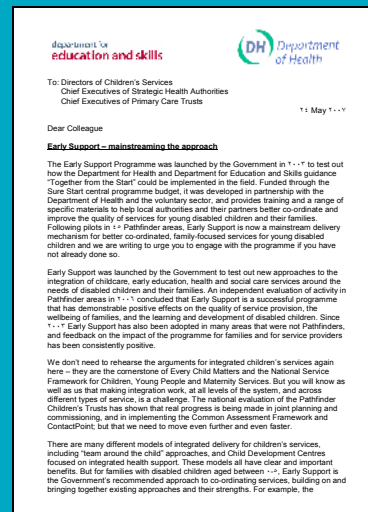 department for
education and skills
DH Department
of Health
To: Directors of Children's Services
Chief Executives of Strategic Health Authorities
Chief Executives of Primary Care Trusts
٢٤ May ٢٠٠٧
Dear Colleague
Early Support – mainstreaming the approach
The Early Support Programme was launched by the Government in ٢٠٠٣ to test out
how the Department for Health and Department for Education and Skills guidance
"Together from the Start" could be implemented in the field. Funded through the
Sure Start central programme budget, it was developed in partnership with the
Department of Health and the voluntary sector, and provides training and a range of
specific materials to help local authorities and their partners better co-ordinate and
improve the quality of services for young disabled children and their families.
Following pilots in ٤٥ Pathfinder areas, Early Support is now a mainstream delivery
mechanism for better co-ordinated, family-focused services for young disabled
children and we are writing to urge you to engage with the programme if you have
not already done so.
Early Support was launched by the Government to test out new approaches to the
integration of childcare, early education, health and social care services around the
needs of disabled children and their families. An independent evaluation of activity in
Pathfinder areas in ٢٠٠٦ concluded that Early Support is a successful programme
that has demonstrable positive effects on the quality of service provision, the
wellbeing of families, and the learning and development of disabled children. Since
٢٠٠٣ Early Support has also been adopted in many areas that were not Pathfinders,
and feedback on the impact of the programme for families and for service providers
has been consistently positive.
We don't need to rehearse the arguments for integrated children's services again
here – they are the cornerstone of Every Child Matters and the National Service
Framework for Children, Young People and Maternity Services. But you will know as
well as us that making integration work, at all levels of the system, and across
different types of service, is a challenge. The national evaluation of the Pathfinder
Children's Trusts has shown that real progress is being made in joint planning and
commissioning, and in implementing the Common Assessment Framework and
ContactPoint; but that we need to move even further and even faster.
There are many different models of integrated delivery for children's services,
including "team around the child" approaches, and Child Development Centres
focused on integrated health support. These models all have clear and important
benefits. But for families with disabled children aged between ٠-٥, Early Support is
the Government's recommended approach to co-ordinating services, building on and
bringing together existing approaches and their strengths. For example, the